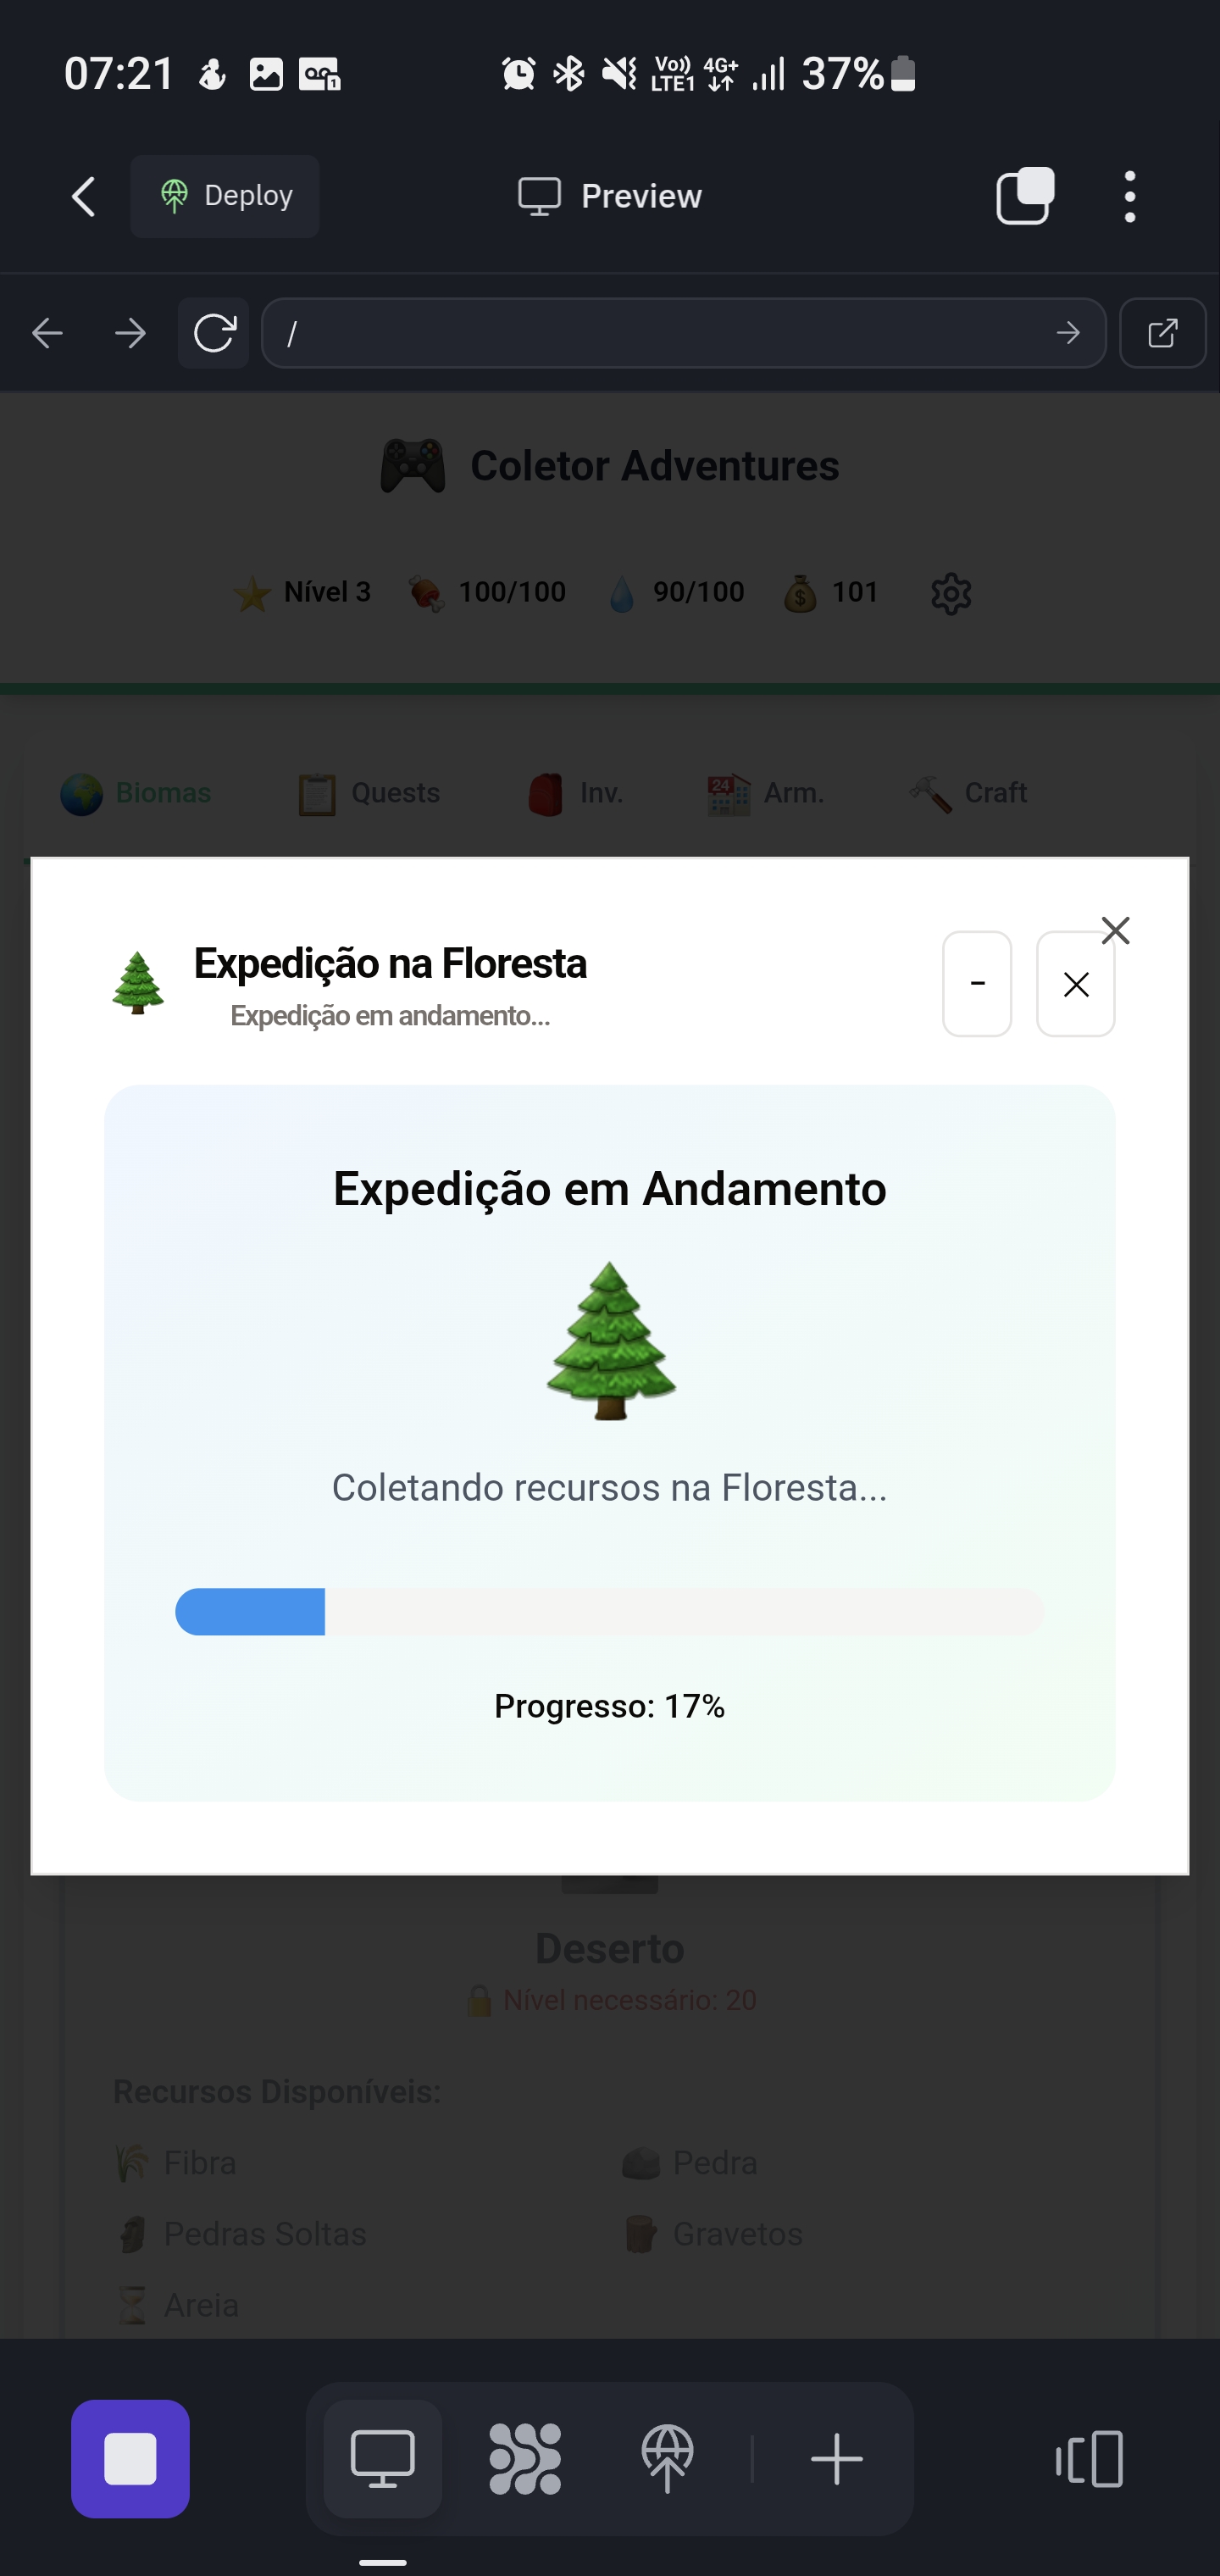 07:21 Vo)) LTE1 4G+ 37%
Deploy Preview
/
Coletor Adventures
Nível 3 100/100 90/100 101
Biomas Quests Inv. 24 Arm. Craft
Expedição na Floresta
Expedição em andamento...
-
Expedição em Andamento
Coletando recursos na Floresta...
Progresso: 17%
Deserto
Nível necessário: 20
Recursos Disponíveis:
Fibra Pedra
Pedras Soltas Gravetos
Areia